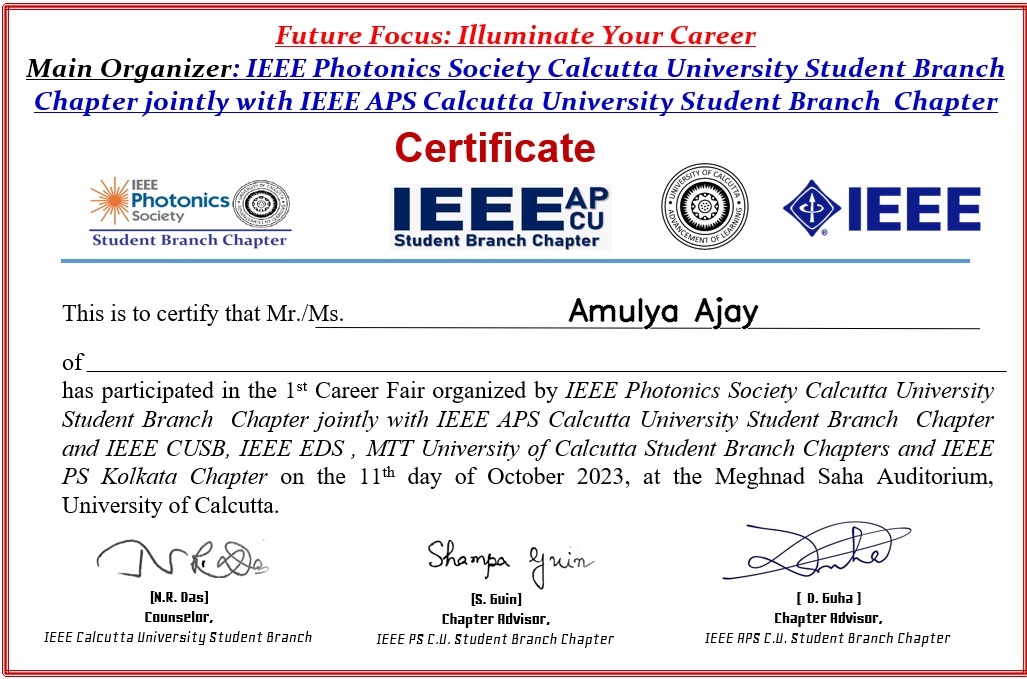 Future Focus: Illuminate Your Career
Main Organizer: IEEE Photonics Society Calcutta University Student Branch
Chapter jointly with IEEE APS Calcutta University Student Branch Chapter
Certificate
IEEE
Photonics
Society
Student Branch Chapter
IEEE AP
CU
Student Branch Chapter
UNIVERSITY OF CALCUTTA
ADVANCEMENT OF LEARNING
IEEE
This is to certify that Mr./Ms. Amulya Ajay
of
has participated in the 1st Career Fair organized by IEEE Photonics Society Calcutta University
Student Branch Chapter jointly with IEEE APS Calcutta University Student Branch Chapter
and IEEE CUSB, IEEE EDS , MTT University of Calcutta Student Branch Chapters and IEEE
PS Kolkata Chapter on the 11th day of October 2023, at the Meghnad Saha Auditorium,
University of Calcutta.
N R. Das
Shampa Guin
[N.R. Das]
[S. Guin]
[ D. Guha ]
Counselor,
Chapter Advisor,
Chapter Advisor,
IEEE Calcutta University Student Branch
IEEE PS C.U. Student Branch Chapter
IEEE APS C.U. Student Branch Chapter